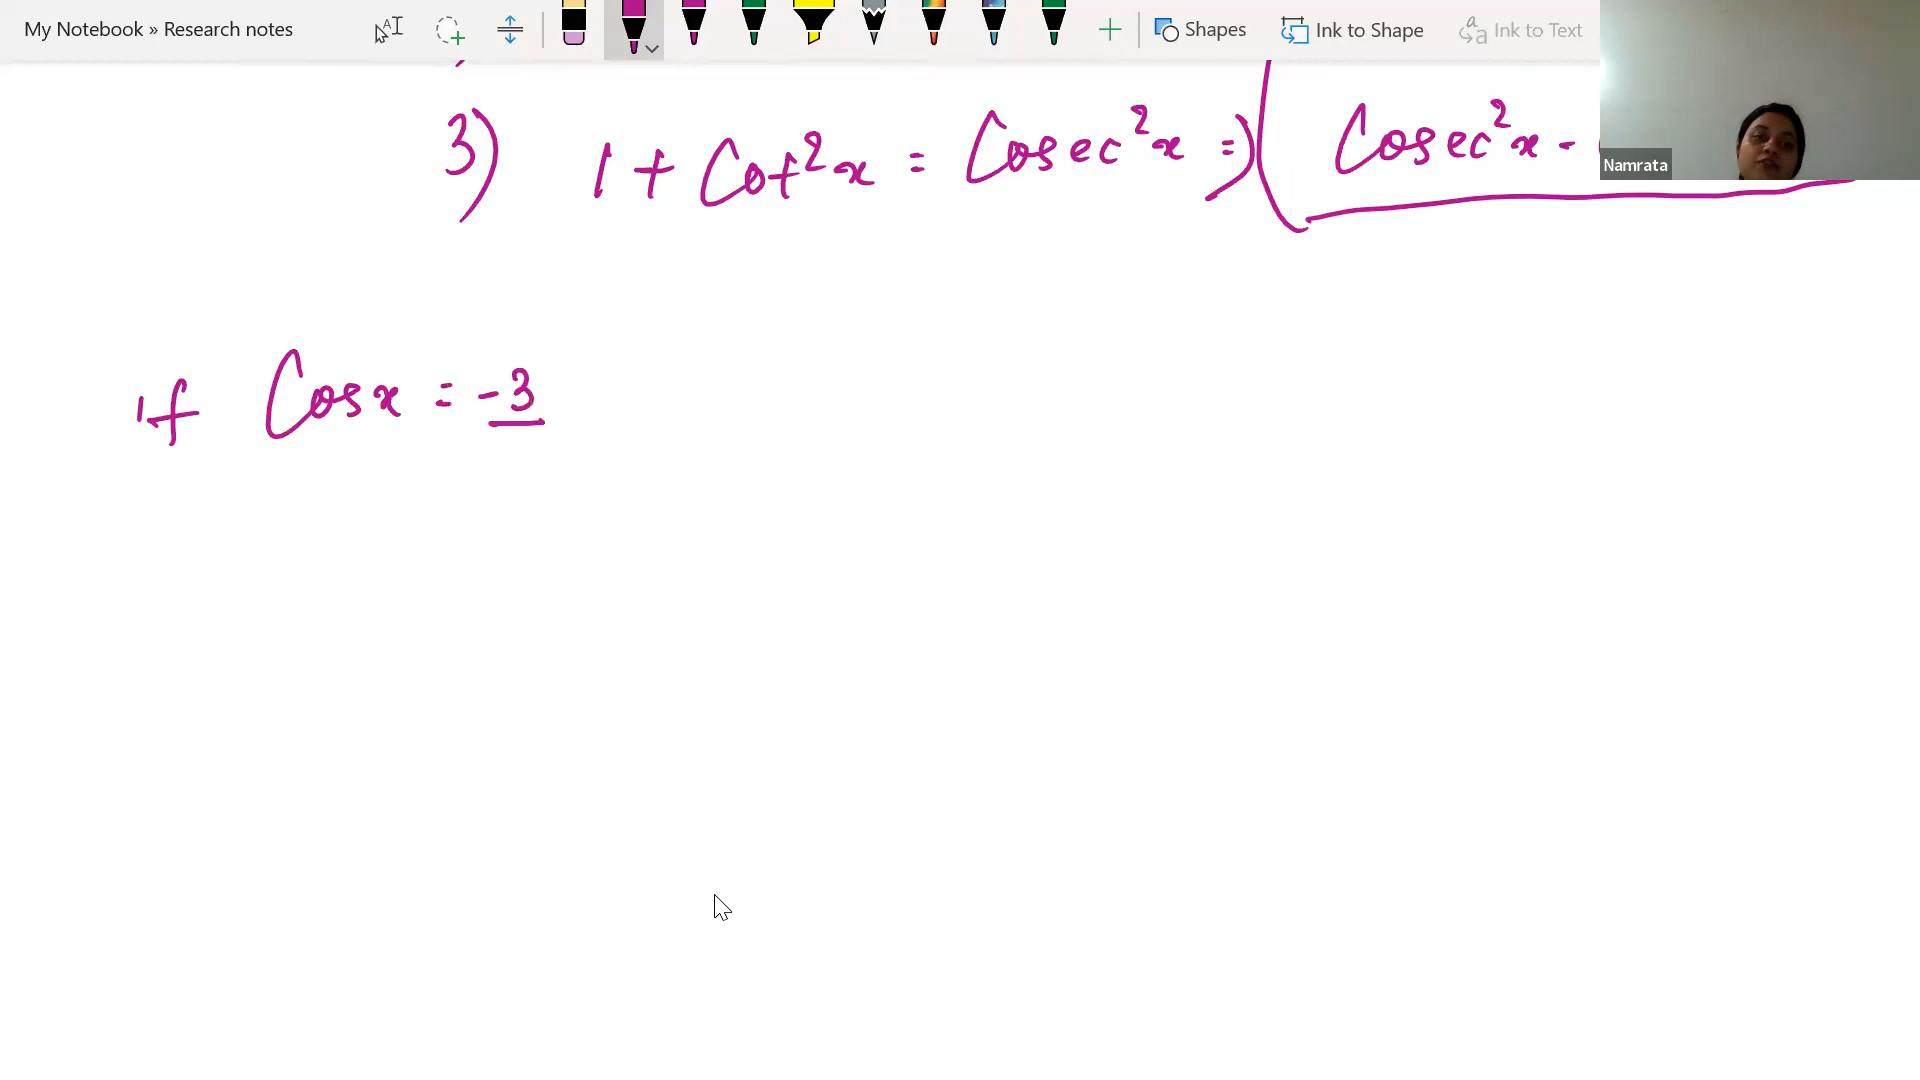 My Notebook » Research notes
Shapes
Ink to Shape
Ink to Text
3) 1 + Cot²x = Cosec²x => Cosec²x -
Namrata
if Cosx = -3